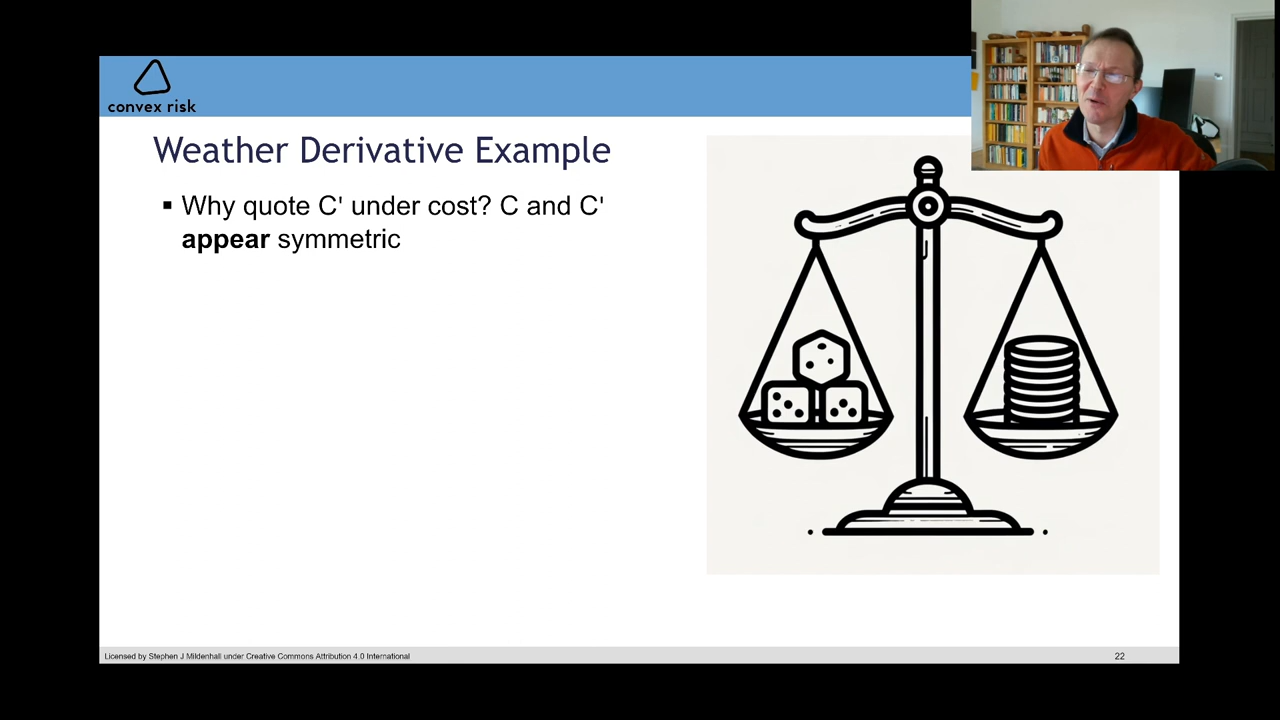 convex risk
Weather Derivative Example
▪ Why quote C' under cost? C and C'
appear symmetric
Licensed by Stephen J Mildenhall under Creative Commons Attribution 4.0 International
22